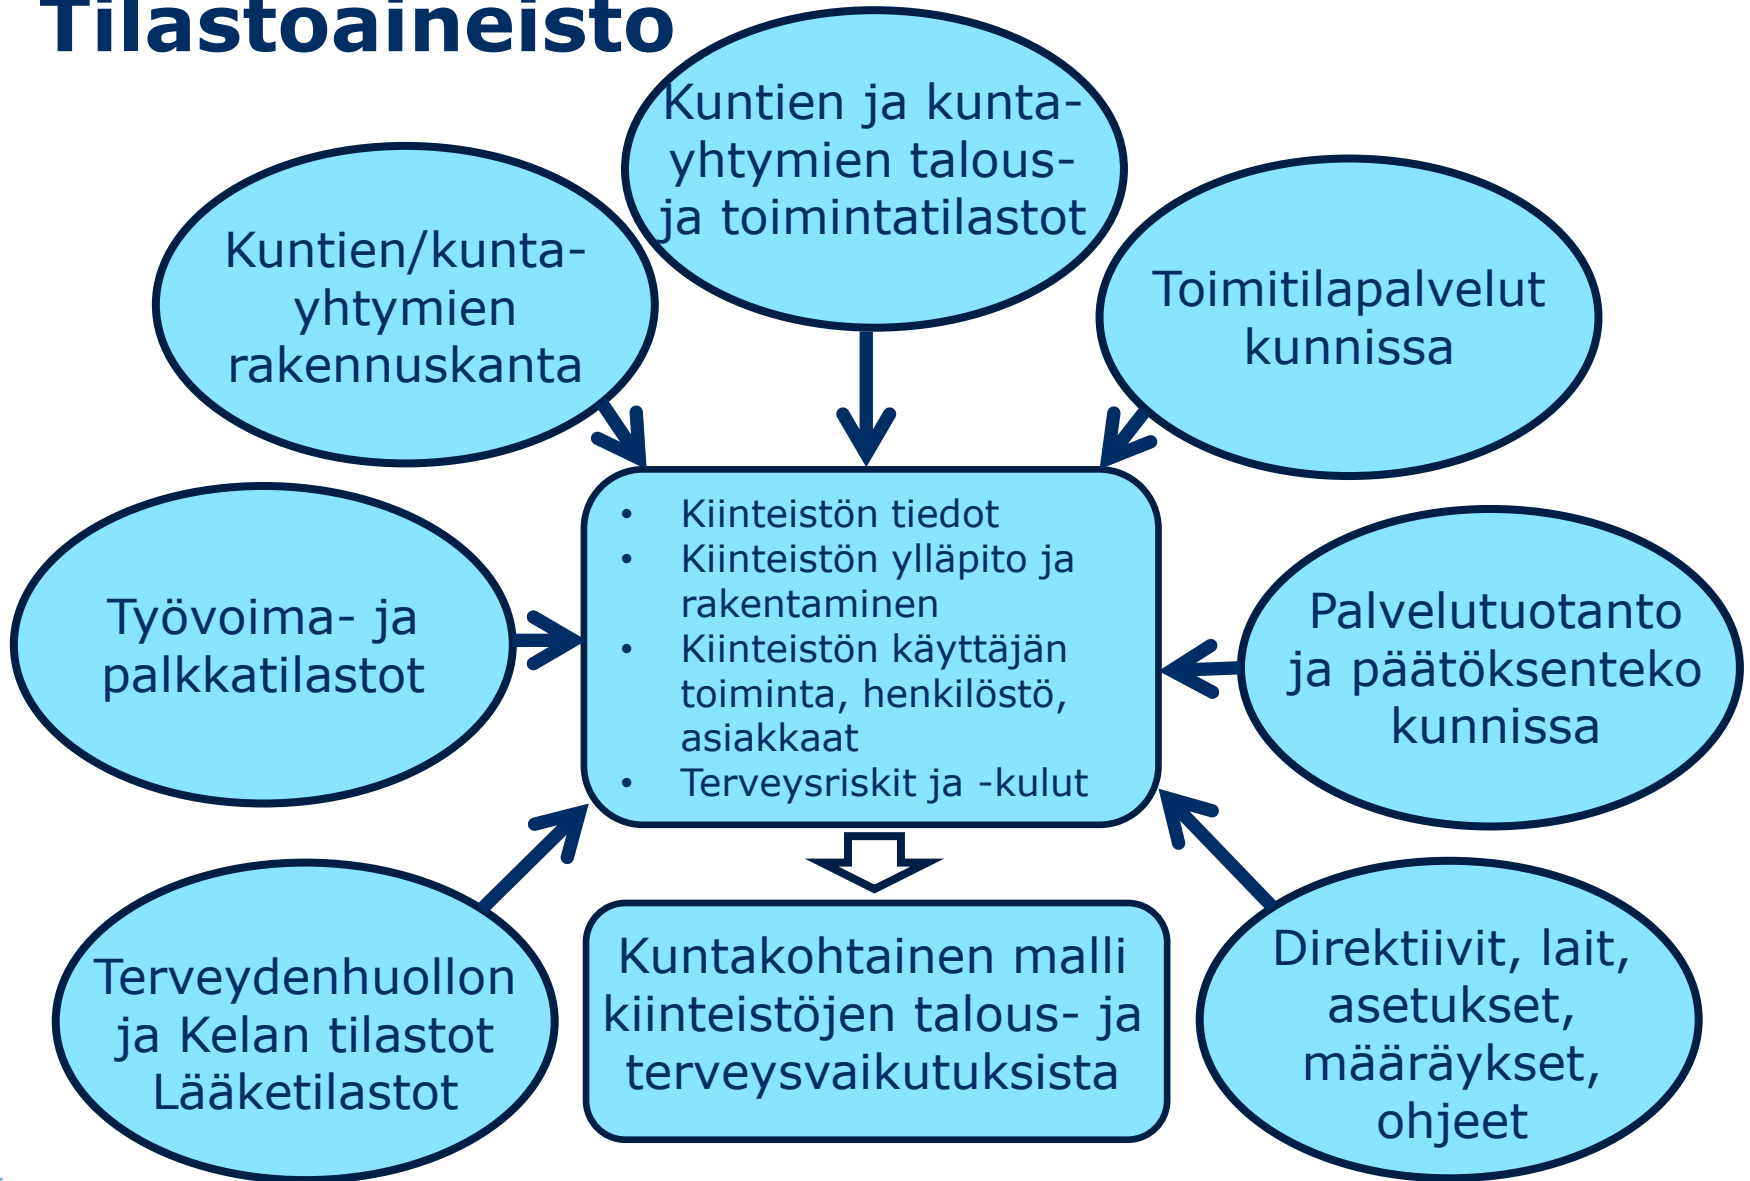 Tilastoaineisto
Kuntien ja kunta-
yhtymien talous-
ja toimintatilastot
Kuntien/kunta-
yhtymien
rakennuskanta
Toimitilapalvelut
kunnissa
Työvoima- ja
palkkatilastot
• Kiinteistön tiedot
• Kiinteistön ylläpito ja
rakentaminen
• Kiinteistön käyttäjän
toiminta, henkilöstö,
asiakkaat
• Terveysriskit ja -kulut
Palvelutuotanto
ja päätöksenteko
kunnissa
Terveydenhuollon
ja Kelan tilastot
Lääketilastot
Kuntakohtainen malli
kiinteistöjen talous- ja
terveysvaikutuksista
Direktiivit, lait,
asetukset,
määräykset,
ohjeet